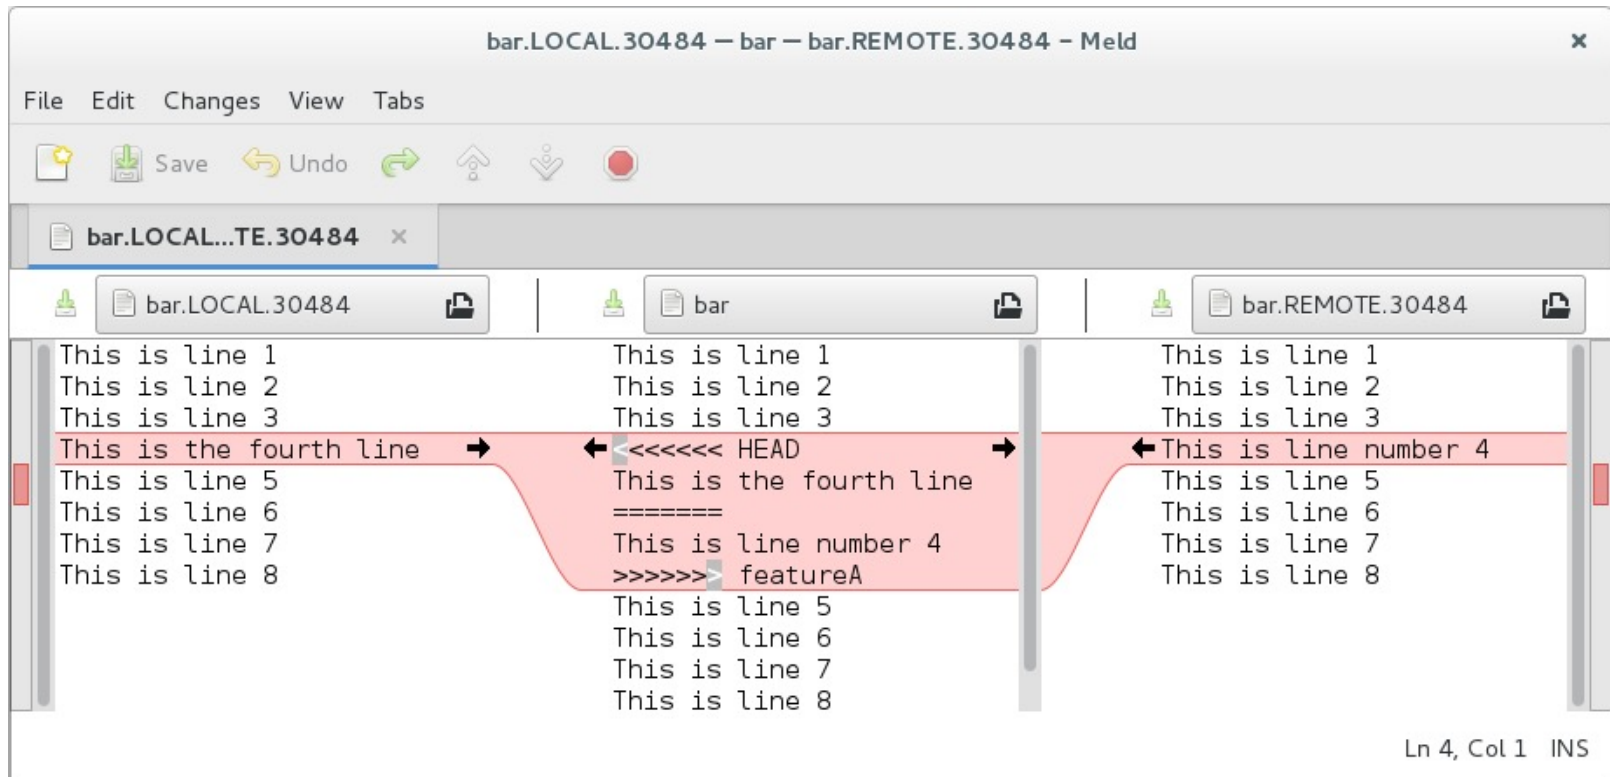 bar.LOCAL.30484 — bar — bar.REMOTE.30484 – Meld
File Edit Changes View Tabs
Save Undo
bar.LOCAL...TE.30484
bar.LOCAL.30484
This is line 1
This is line 2
This is line 3
This is the fourth line
This is line 5
This is line 6
This is line 7
This is line 8
bar
This is line 1
This is line 2
This is line 3
<<<<<<< HEAD
This is the fourth line
=======
This is line number 4
>>>>>>> featureA
This is line 5
This is line 6
This is line 7
This is line 8
bar.REMOTE.30484
This is line 1
This is line 2
This is line 3
This is line number 4
This is line 5
This is line 6
This is line 7
This is line 8
Ln 4, Col 1 INS